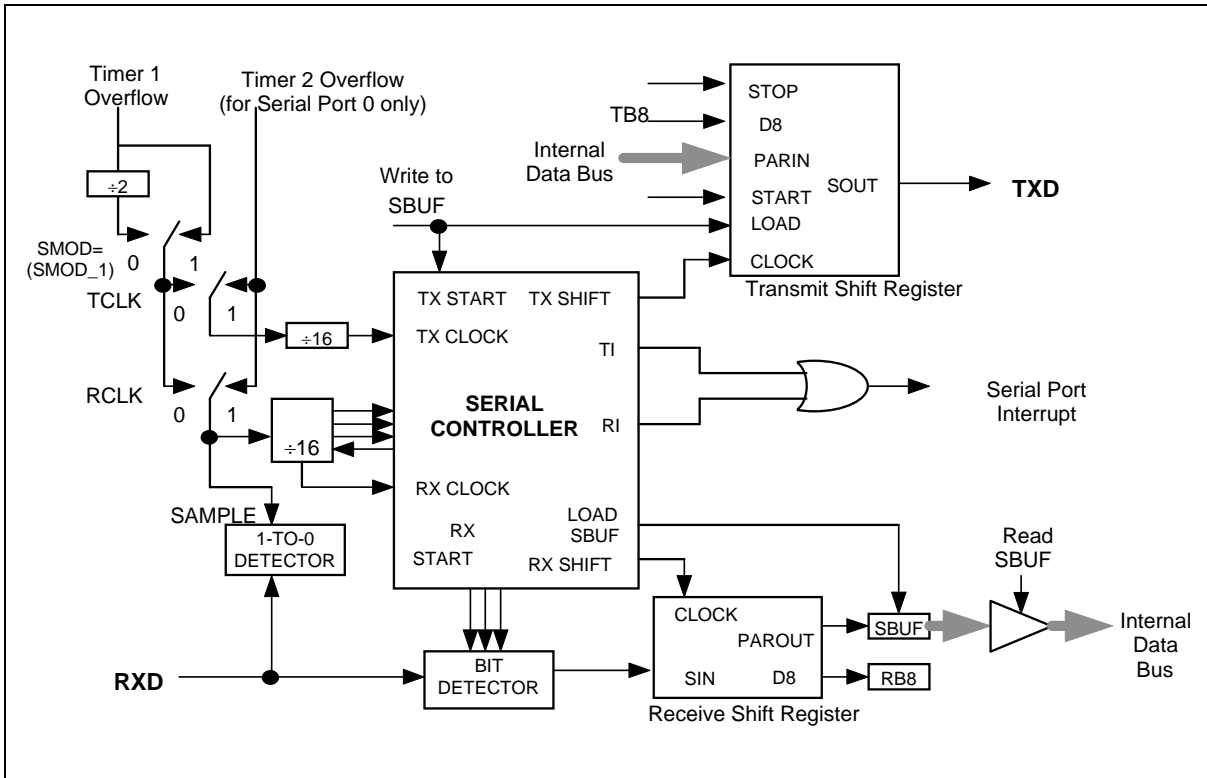 Timer 1
Overflow
Timer 2 Overflow
(for Serial Port 0 only)
÷2
SMOD=
(SMOD_1)
0
1
TCLK
0
1
÷16
RCLK
0
1
÷16
SAMPLE
1-TO-0
DETECTOR
RXD
Write to
SBUF
TX START
TX SHIFT
TX CLOCK
TI
SERIAL
CONTROLLER
RI
RX CLOCK
LOAD
SBUF
RX
START
RX SHIFT
BIT
DETECTOR
TB8
Internal
Data Bus
STOP
D8
PARIN
START
LOAD
CLOCK
SOUT
TXD
Transmit Shift Register
Serial Port
Interrupt
CLOCK
PAROUT
SIN
D8
Receive Shift Register
SBUF
RB8
Read
SBUF
Internal
Data
Bus